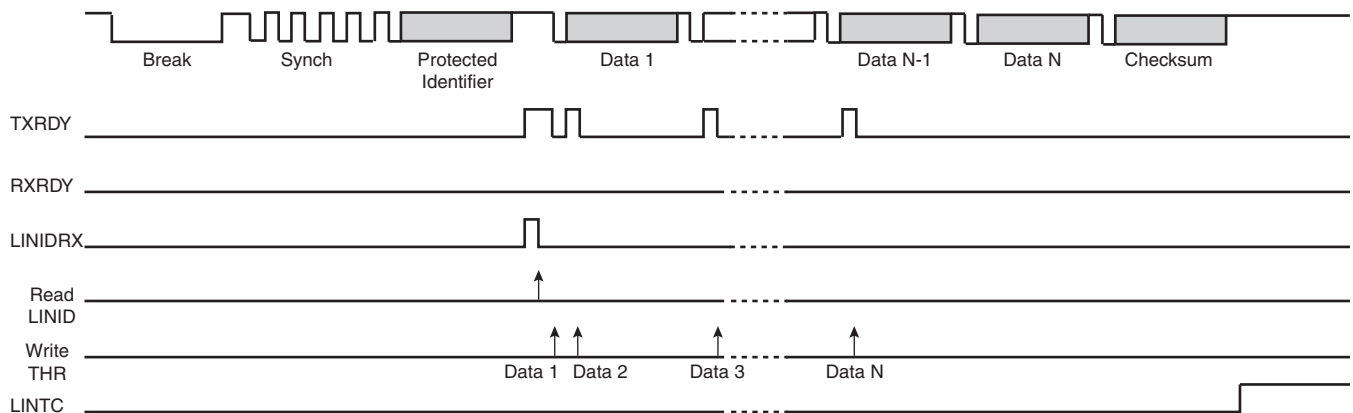 Break Synch Protected Identifier Data 1 Data N-1 Data N Checksum
TXRDY
RXRDY
LINIDRX
Read
LINID
Write
THR
Data 1 Data 2 Data 3 Data N
LINTC